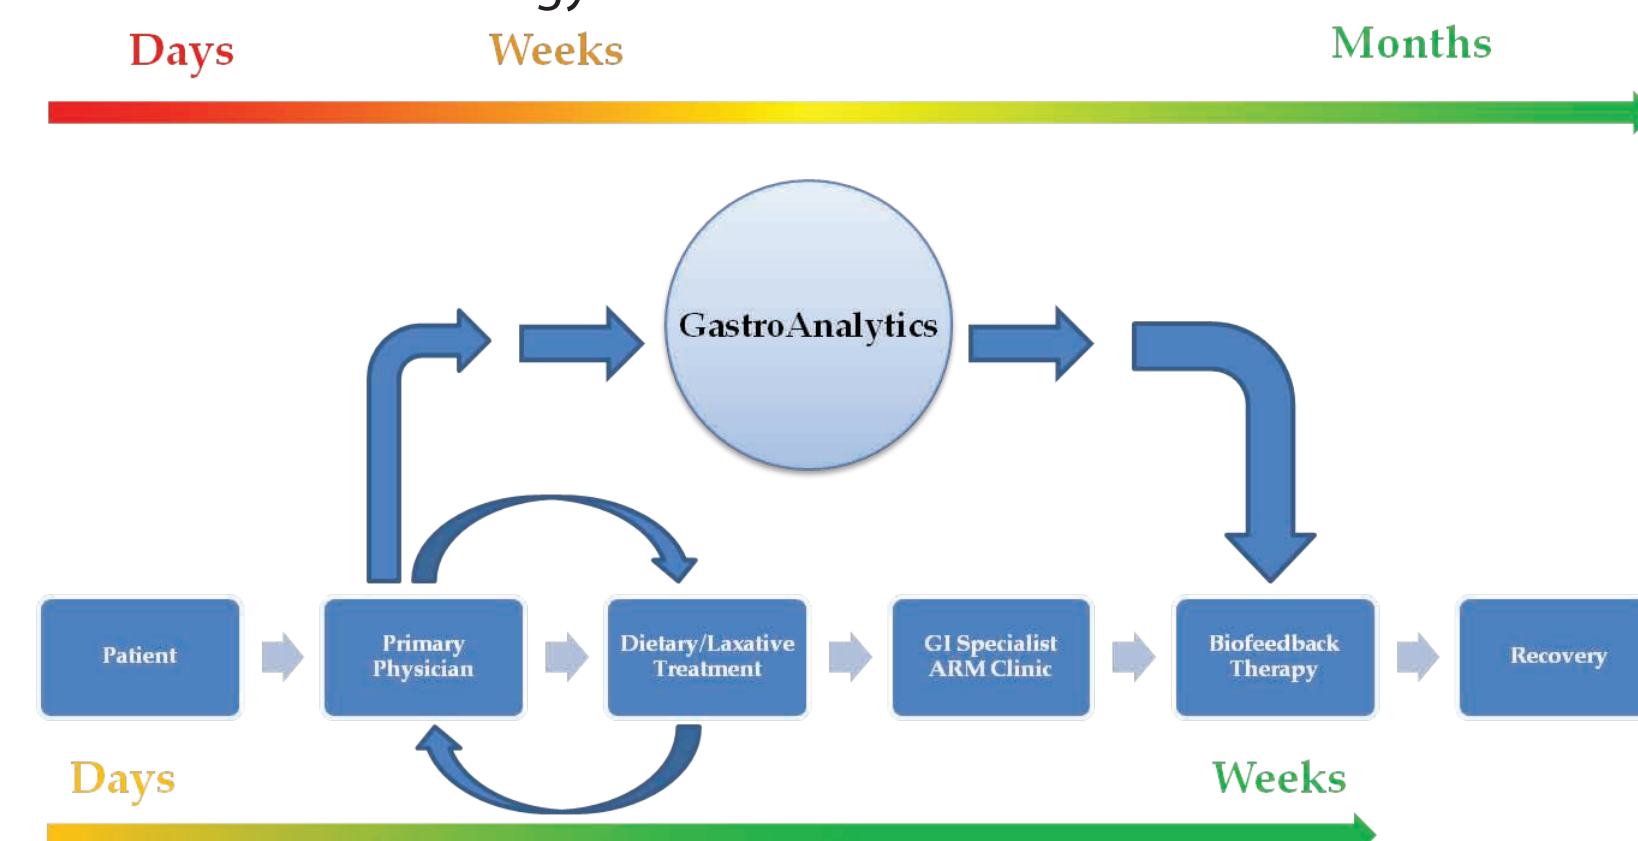 Days
Weeks
Months
GastroAnalytics
Patient
Primary
Physician
Dietary/Laxative
Treatment
GI Specialist
ARM Clinic
Biofeedback
Therapy
Recovery
Days
Weeks